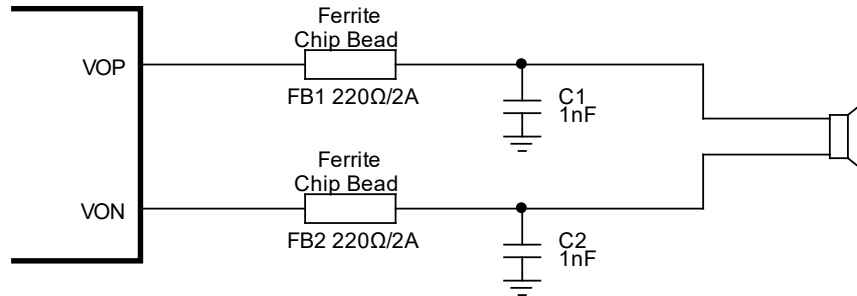 Ferrite
Chip Bead
VOP
FB1 220Ω/2A
C1
1nF
Ferrite
Chip Bead
VON
FB2 220Ω/2A
C2
1nF